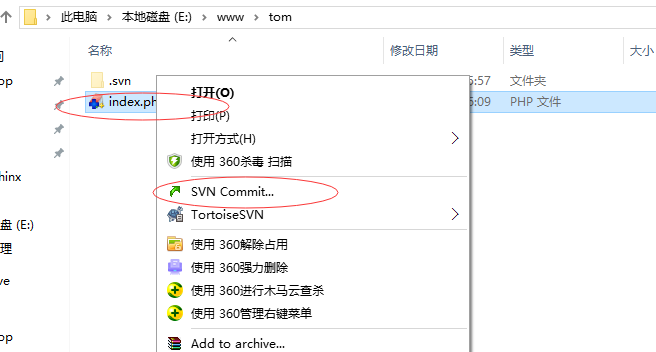 此电脑 › 本地磁盘 (E:) › www › tom
名称 修改日期 类型 大小
.svn 5:57 文件夹
index.ph 5:09 PHP 文件
打开(O)
打印(P)
打开方式(H)
使用 360杀毒 扫描
SVN Commit...
TortoiseSVN
使用 360解除占用
使用 360强力删除
使用 360进行木马云查杀
使用 360管理右键菜单
Add to archive...
op
hinx
盘 (E:)
理
ve
op